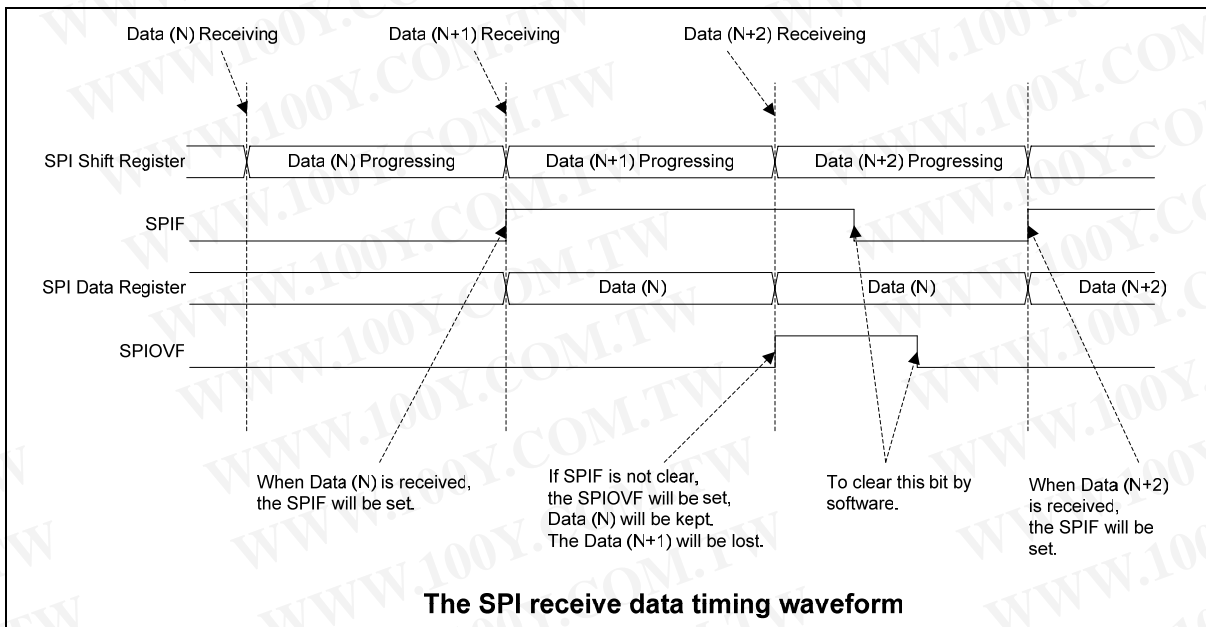 Data (N) Receiving
Data (N+1) Receiving
Data (N+2) Receiveing
SPI Shift Register
Data (N) Progressing
Data (N+1) Progressing
Data (N+2) Progressing
SPIF
SPI Data Register
Data (N)
Data (N)
Data (N+2)
SPIOVF
When Data (N) is received,
the SPIF will be set.
If SPIF is not clear,
the SPIOVF will be set,
Data (N) will be kept.
The Data (N+1) will be lost.
To clear this bit by
software.
When Data (N+2)
is received,
the SPIF will be
set.
The SPI receive data timing waveform
WWW.100Y.COM.TW